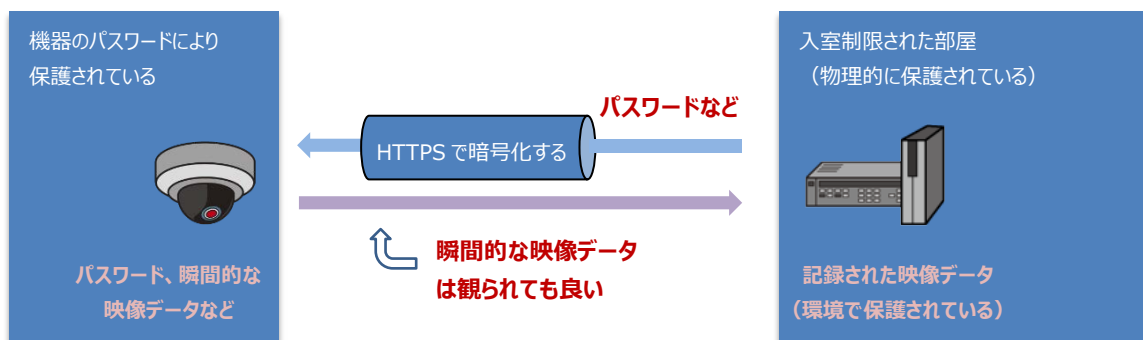 機器のパスワードにより
保護されている
パスワード、瞬間的な
映像データなど
パスワードなど
HTTPS で暗号化する
瞬間的な映像データ
は観られても良い
入室制限された部屋
（物理的に保護されている）
記録された映像データ
（環境で保護されている）